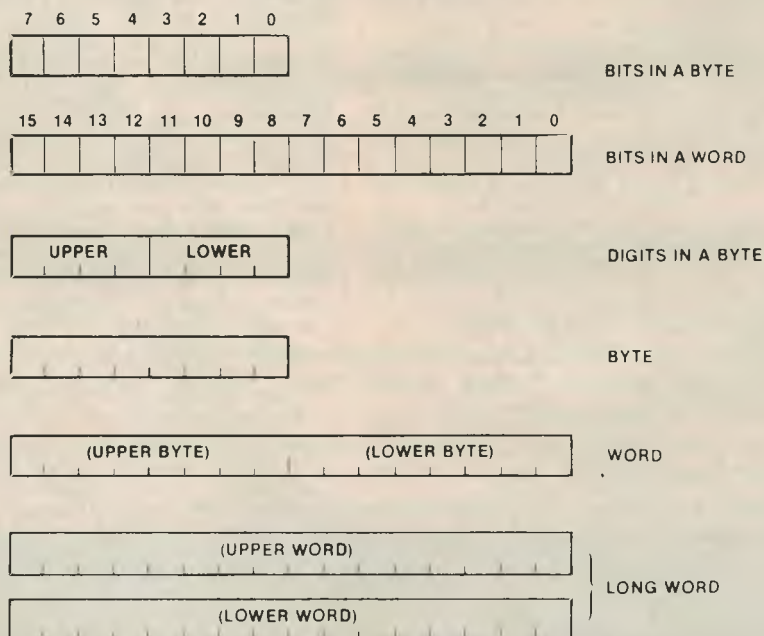 7 6 5 4 3 2 1 0
BITS IN A BYTE
15 14 13 12 11 10 9 8 7 6 5 4 3 2 1 0
BITS IN A WORD
UPPER LOWER
DIGITS IN A BYTE
BYTE
(UPPER BYTE) (LOWER BYTE)
WORD
(UPPER WORD)
LONG WORD
(LOWER WORD)